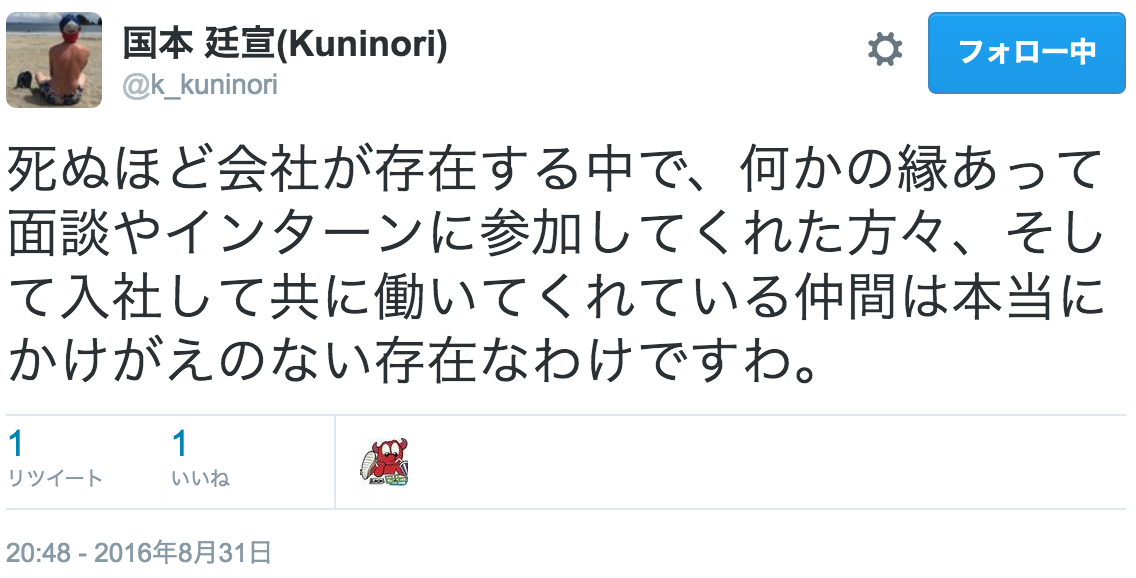 国本 廷宣(Kuninori)
@k_kuninori
フォロー中
死ぬほど会社が存在する中で、何かの縁あって
面談やインターンに参加してくれた方々、そし
て入社して共に働いてくれている仲間は本当に
かけがえのない存在なわけですわ。
1 1
リツイート いいね
20:48 - 2016年8月31日